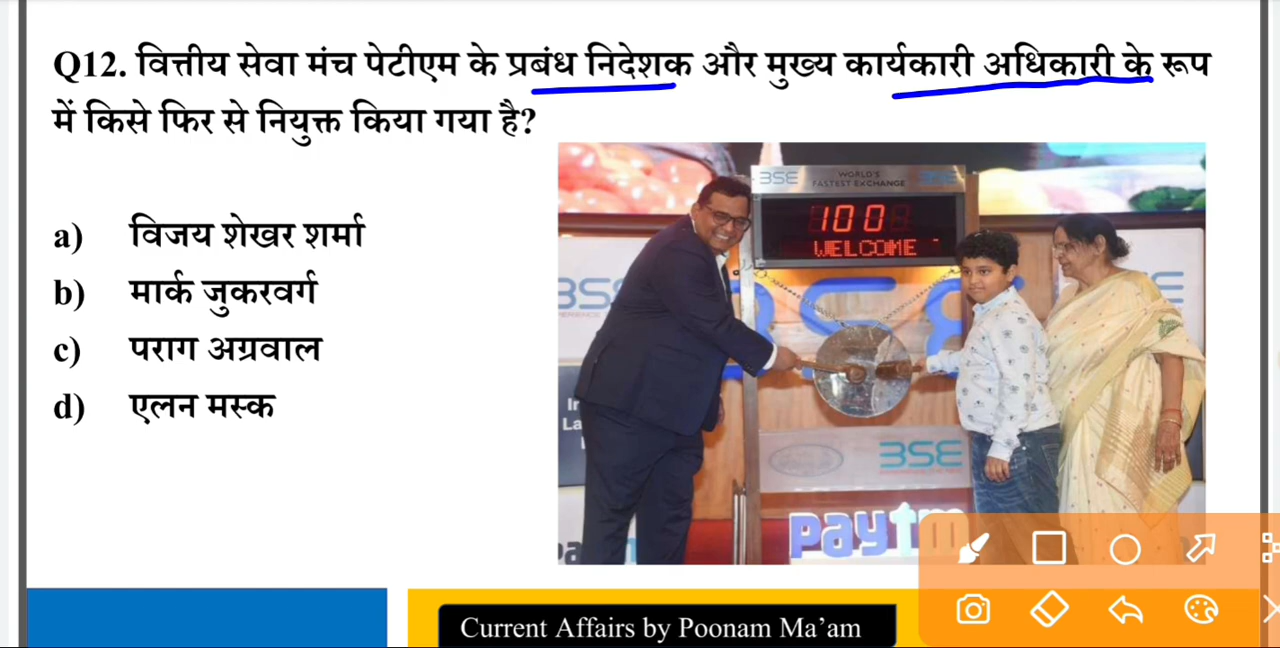 Q12. वित्तीय सेवा मंच पेटीएम के प्रबंध निदेशक और मुख्य कार्यकारी अधिकारी के रूप
में किसे फिर से नियुक्त किया गया है?
a) विजय शेखर शर्मा
b) मार्क जुकरवर्ग
c) पराग अग्रवाल
d) एलन मस्क
BSE WORLD'S
FASTEST EXCHANGE
100
WELCOME
BSE
BSE
paytm
Current Affairs by Poonam Ma'am